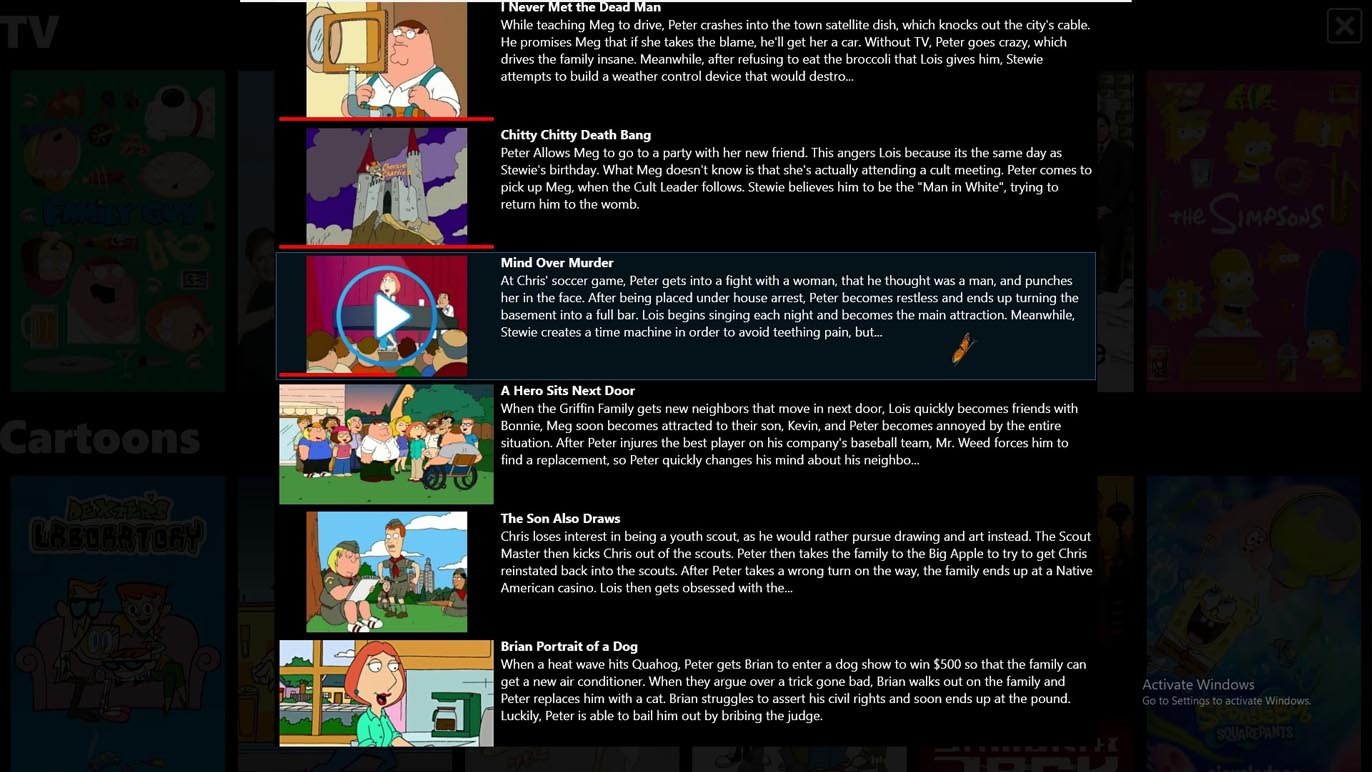 TV
I Never Met the Dead Man
While teaching Meg to drive, Peter crashes into the town satellite dish, which knocks out the city's cable.
He promises Meg that if she takes the blame, he'll get her a car. Without TV, Peter goes crazy, which
drives the family insane. Meanwhile, after refusing to eat the broccoli that Lois gives him, Stewie
attempts to build a weather control device that would destro...
Chitty Chitty Death Bang
Peter Allows Meg to go to a party with her new friend. This angers Lois because its the same day as
Stewie's birthday. What Meg doesn't know is that she's actually attending a cult meeting. Peter comes to
pick up Meg, when the Cult Leader follows. Stewie believes him to be the "Man in White", trying to
return him to the womb.
FAMILY GUY
THE SIMPSONS
Mind Over Murder
At Chris' soccer game, Peter gets into a fight with a woman, that he thought was a man, and punches
her in the face. After being placed under house arrest, Peter becomes restless and ends up turning the
basement into a full bar. Lois begins singing each night and becomes the main attraction. Meanwhile,
Stewie creates a time machine in order to avoid teething pain, but...
A Hero Sits Next Door
When the Griffin Family gets new neighbors that move in next door, Lois quickly becomes friends with
Bonnie, Meg soon becomes attracted to their son, Kevin, and Peter becomes annoyed by the entire
situation. After Peter injures the best player on his company's baseball team, Mr. Weed forces him to
find a replacement, so Peter quickly changes his mind about his neighbo...
Cartoons
The Son Also Draws
Chris loses interest in being a youth scout, as he would rather pursue drawing and art instead. The Scout
Master then kicks Chris out of the scouts. Peter then takes the family to the Big Apple to try to get Chris
reinstated back into the scouts. After Peter takes a wrong turn on the way, the family ends up at a Native
American casino. Lois then gets obsessed with the...
DEXTER'S
LABORATORY
Brian Portrait of a Dog
When a heat wave hits Quahog, Peter gets Brian to enter a dog show to win $500 so that the family can
get a new air conditioner. When they argue over a trick gone bad, Brian walks out on the family and
Peter replaces him with a cat. Brian struggles to assert his civil rights and soon ends up at the pound.
Luckily, Peter is able to bail him out by bribing the judge.
Activate Windows
Go to Settings to activate Windows.
SPONGEBOB
SQUAREPANTS